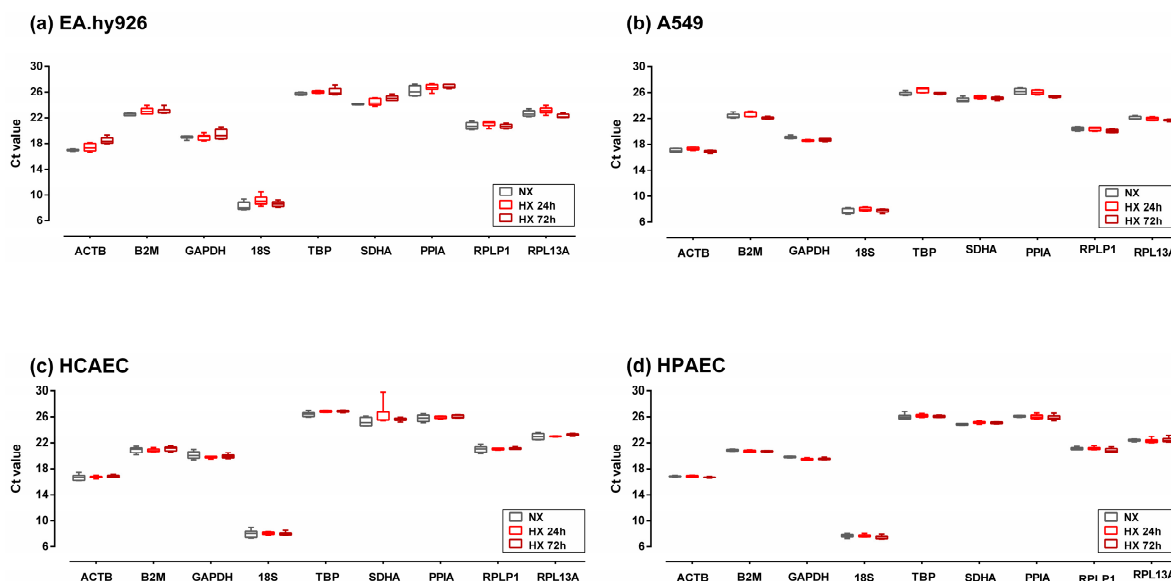 (a) EA.hy926
30
26
22
18
14
10
6
Ct value
NX
HX 24h
HX 72h
ACTB B2M GAPDH 18S TBP SDHA PPIA RPLP1 RPL13A
(b) A549
30
26
22
18
14
10
6
Ct value
NX
HX 24h
HX 72h
ACTB B2M GAPDH 18S TBP SDHA PPIA RPLP1 RPL13A
(c) HCAEC
30
26
22
18
14
10
6
Ct value
NX
HX 24h
HX 72h
ACTB B2M GAPDH 18S TBP SDHA PPIA RPLP1 RPL13A
(d) HPAEC
30
26
22
18
14
10
6
Ct value
NX
HX 24h
HX 72h
ACTB B2M GAPDH 18S TBP SDHA PPIA RPLP1 RPL13A